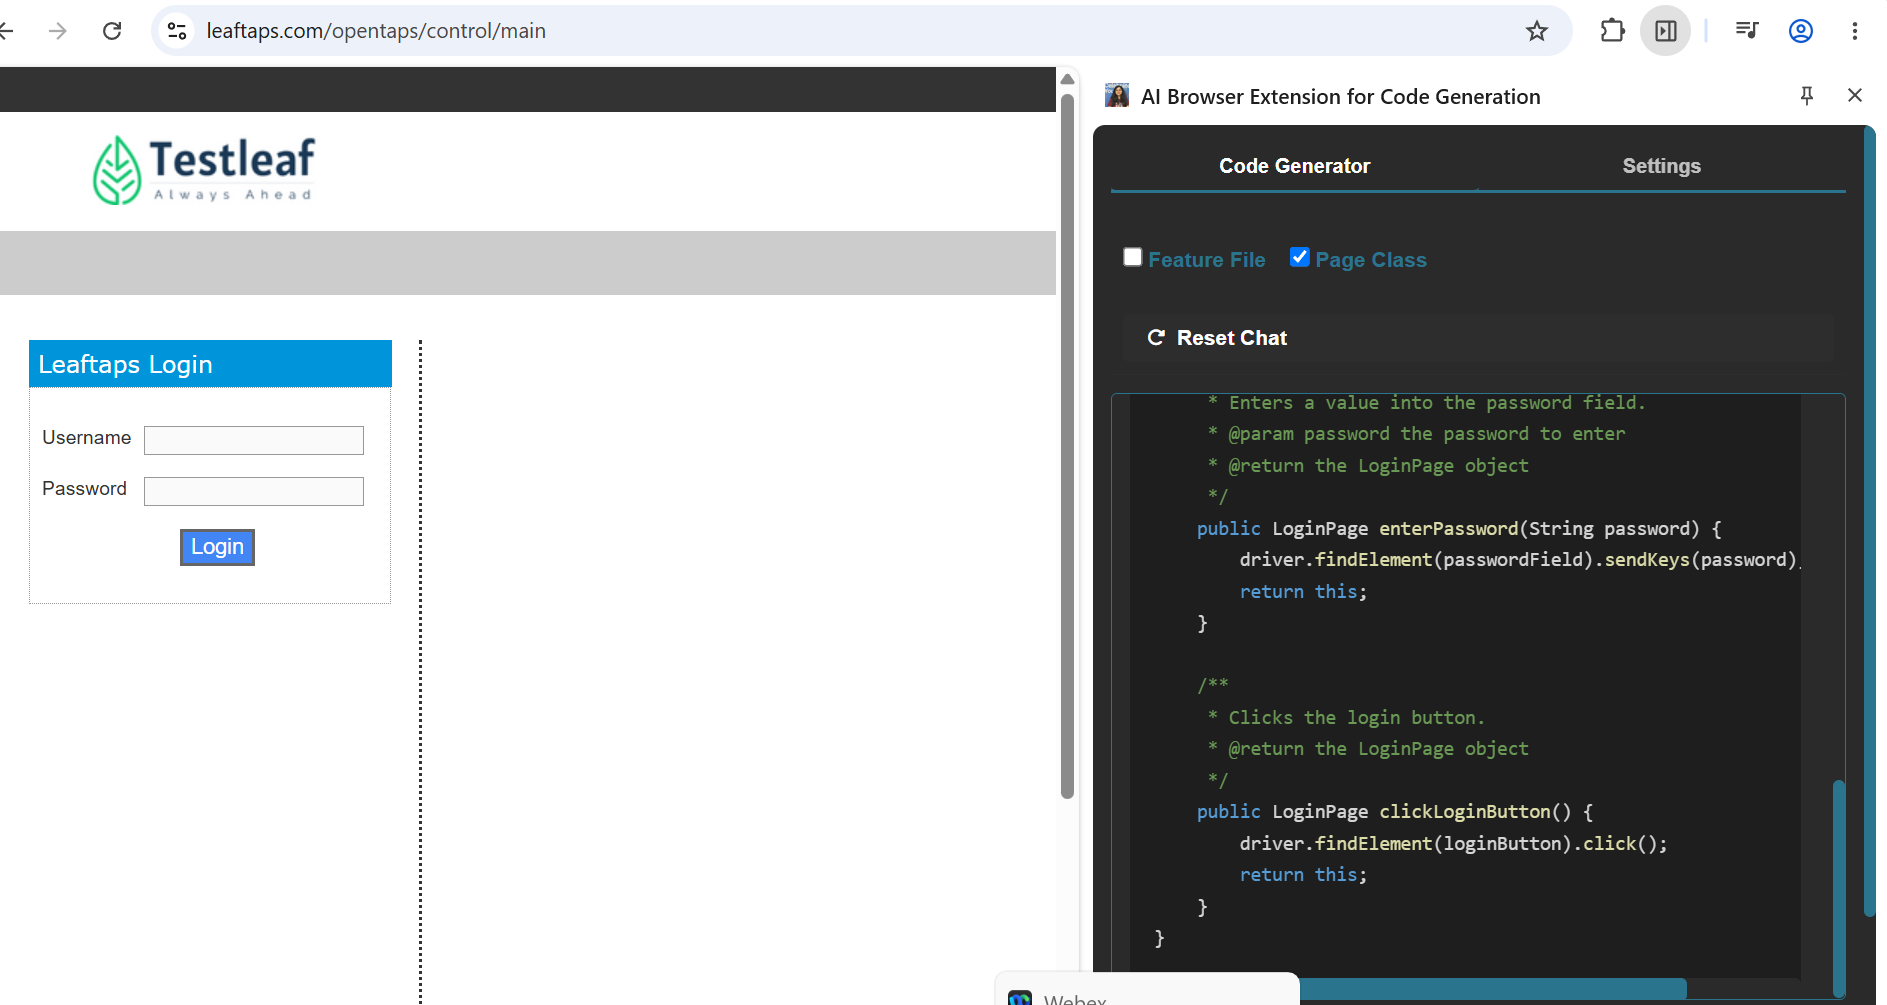 leaftaps.com/opentaps/control/main
Testleaf
Always Ahead
Leaftaps Login
Username
Password
Login
AI Browser Extension for Code Generation
Code Generator
Settings
Feature File
Page Class
Reset Chat
* Enters a value into the password field.
* @param password the password to enter
* @return the LoginPage object
*/
public LoginPage enterPassword(String password) {
driver.findElement(passwordField).sendKeys(password)
return this;
}
/**
* Clicks the login button.
* @return the LoginPage object
*/
public LoginPage clickLoginButton() {
driver.findElement(loginButton).click();
return this;
}
}
Webex